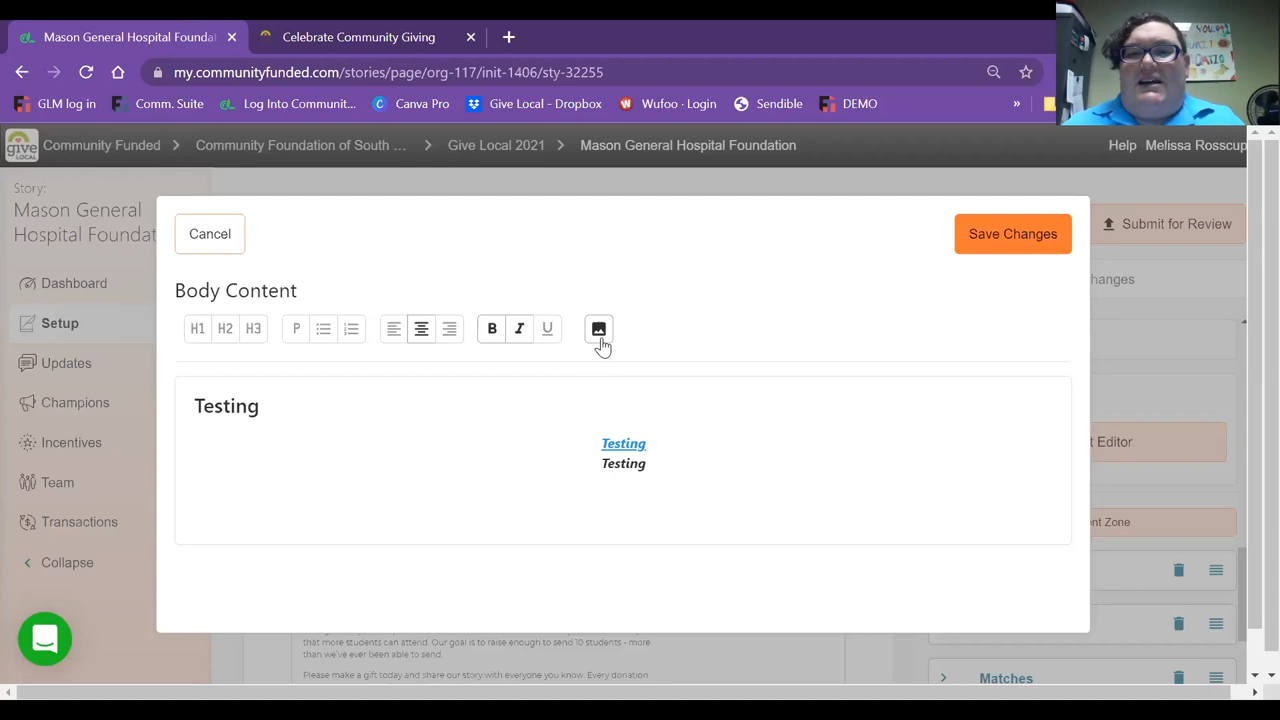 Mason General Hospital Founda
Celebrate Community Giving
my.communityfunded.com/stories/page/org-117/init-1406/sty-32255
GLM log in
Comm. Suite
Log Into Communit...
Canva Pro
Give Local - Dropbox
Wufoo · Login
Sendible
DEMO
»
give
LOCAL
Community Funded
Community Foundation of South ...
Give Local 2021
Mason General Hospital Foundation
Help
Melissa Rosscup
Story:
Mason General
Hospital Foundat
Dashboard
Setup
Updates
Champions
Incentives
Team
Transactions
Collapse
Submit for Review
Cancel
Save Changes
Body Content
H1 H2 H3 P B I U
Testing
Testing
Testing
anges
t Editor
nt Zone
Matches
that more students can attend. Our goal is to raise enough to send 10 students - more
than we've ever been able to send.
Please make a gift today and share our story with everyone you know. Every donation